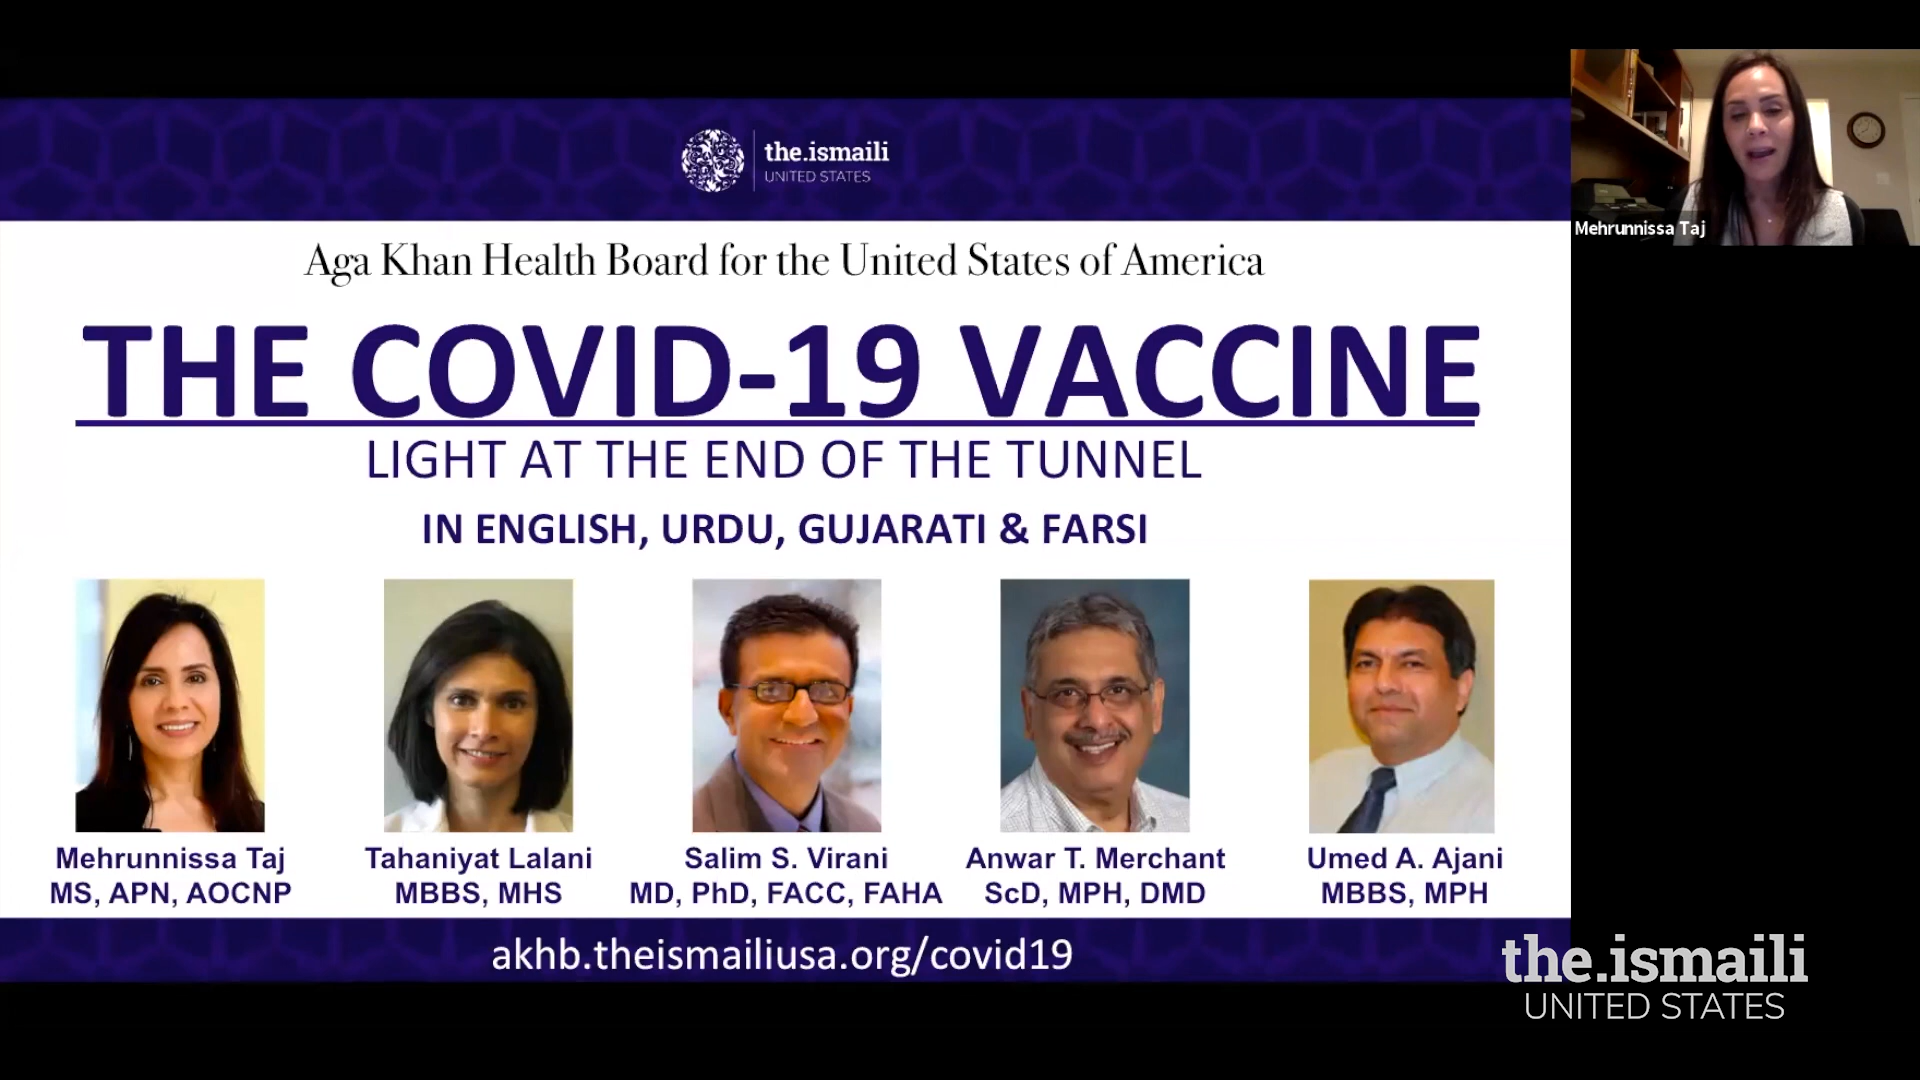 the.ismaili
UNITED STATES
Mehrunnissa Taj
Aga Khan Health Board for the United States of America
THE COVID-19 VACCINE
LIGHT AT THE END OF THE TUNNEL
IN ENGLISH, URDU, GUJARATI & FARSI
Mehrunnissa Taj
MS, APN, AOCNP
Tahaniyat Lalani
MBBS, MHS
Salim S. Virani
MD, PhD, FACC, FAHA
Anwar T. Merchant
ScD, MPH, DMD
Umed A. Ajani
MBBS, MPH
akhb.theismailiusa.org/covid19
the.ismaili
UNITED STATES